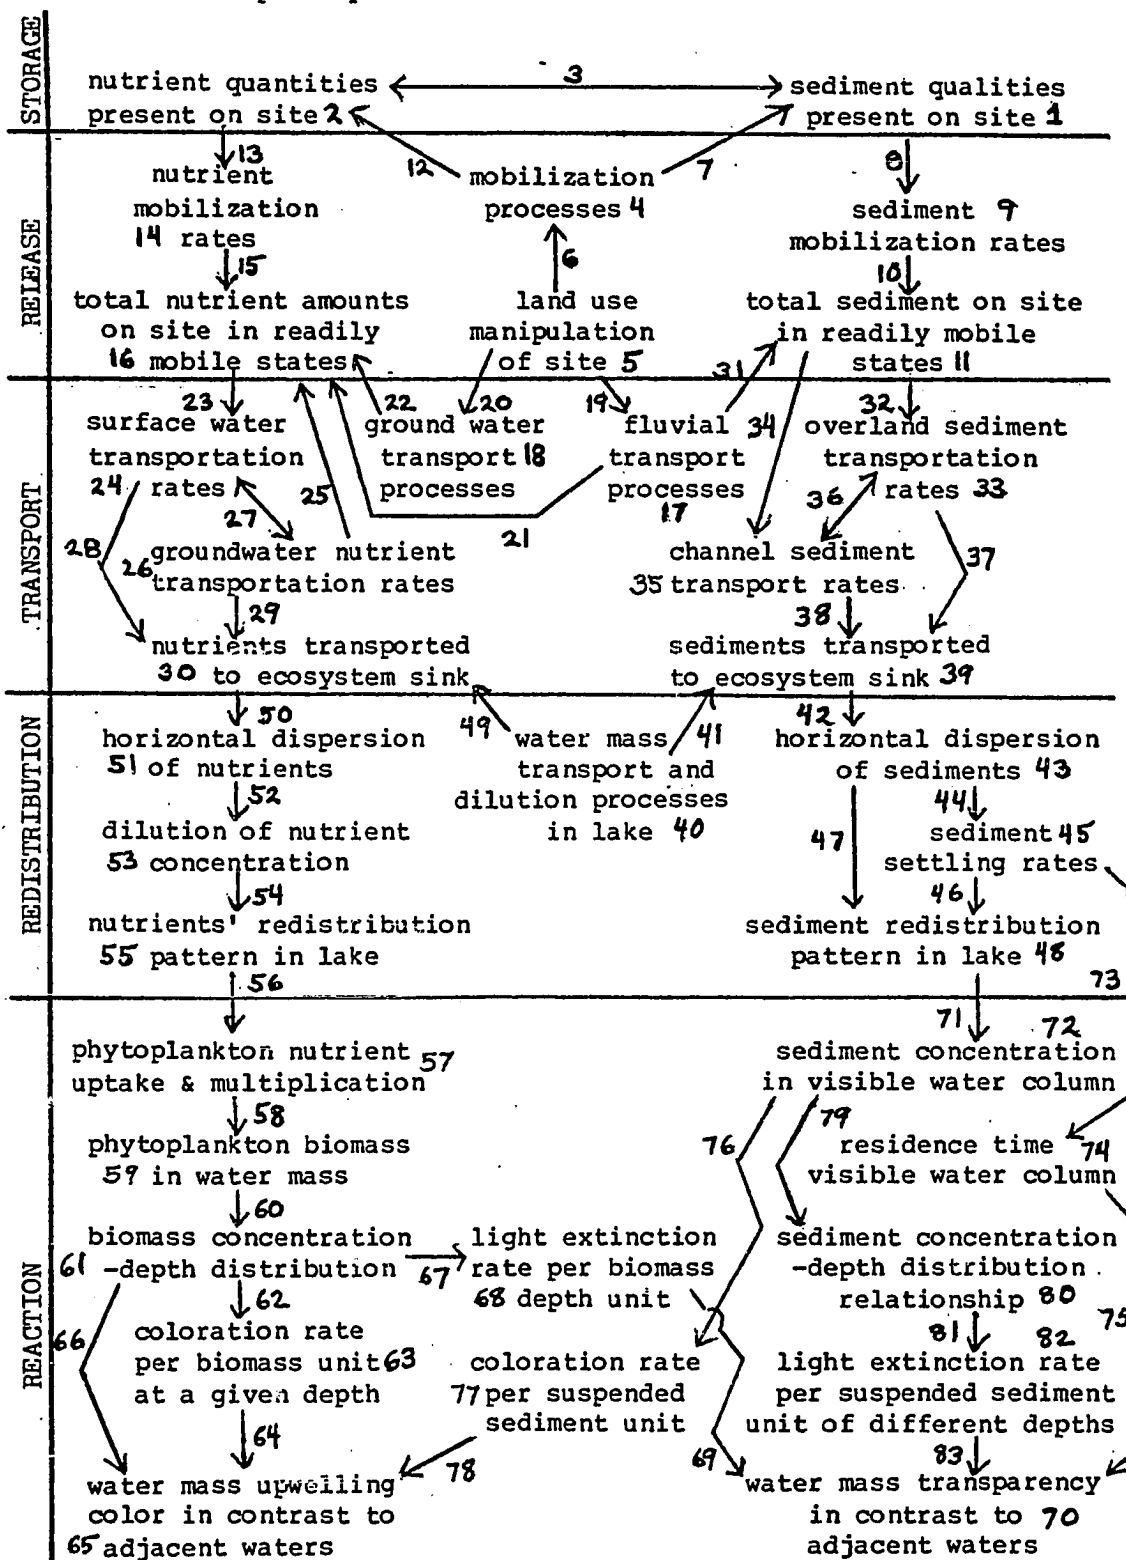 STORAGE
3
nutrient quantities
present on site 2
sediment qualities
present on site 1
RELEASE
13
12
7
8
nutrient
mobilization
14 rates
mobilization
processes 4
sediment 9
mobilization rates
15
6
10
total nutrient amounts
on site in readily
16 mobile states
land use
manipulation
of site 5
total sediment on site
in readily mobile
states 11
31
TRANSPORT
23
22
20
19
34
32
surface water
transportation
24 rates
ground water
transport 18
processes
fluvial
transport
processes
17
overland sediment
transportation
rates 33
25
27
21
36
28
37
26 groundwater nutrient
transportation rates
channel sediment
35 transport rates
29
38
nutrients transported
30 to ecosystem sink
sediments transported
to ecosystem sink 39
REDISTRIBUTION
50
49
41
42
horizontal dispersion
51 of nutrients
water mass
transport and
dilution processes
in lake 40
horizontal dispersion
of sediments 43
52
44
47
dilution of nutrient
53 concentration
sediment 45
settling rates
54
46
nutrients' redistribution
55 pattern in lake
sediment redistribution
pattern in lake 48
56
73
REACTION
71
72
phytoplankton nutrient 57
uptake & multiplication
sediment concentration
in visible water column
58
76
79
phytoplankton biomass
59 in water mass
residence time 74
visible water column
60
biomass concentration
61 -depth distribution
67
light extinction
rate per biomass
68 depth unit
sediment concentration
-depth distribution
relationship 80
62
66
81
82
75
coloration rate
per biomass unit 63
at a given depth
coloration rate
77 per suspended
sediment unit
light extinction rate
per suspended sediment
unit of different depths
64
78
69
83
water mass upwelling
color in contrast to
65 adjacent waters
water mass transparency
in contrast to 70
adjacent waters